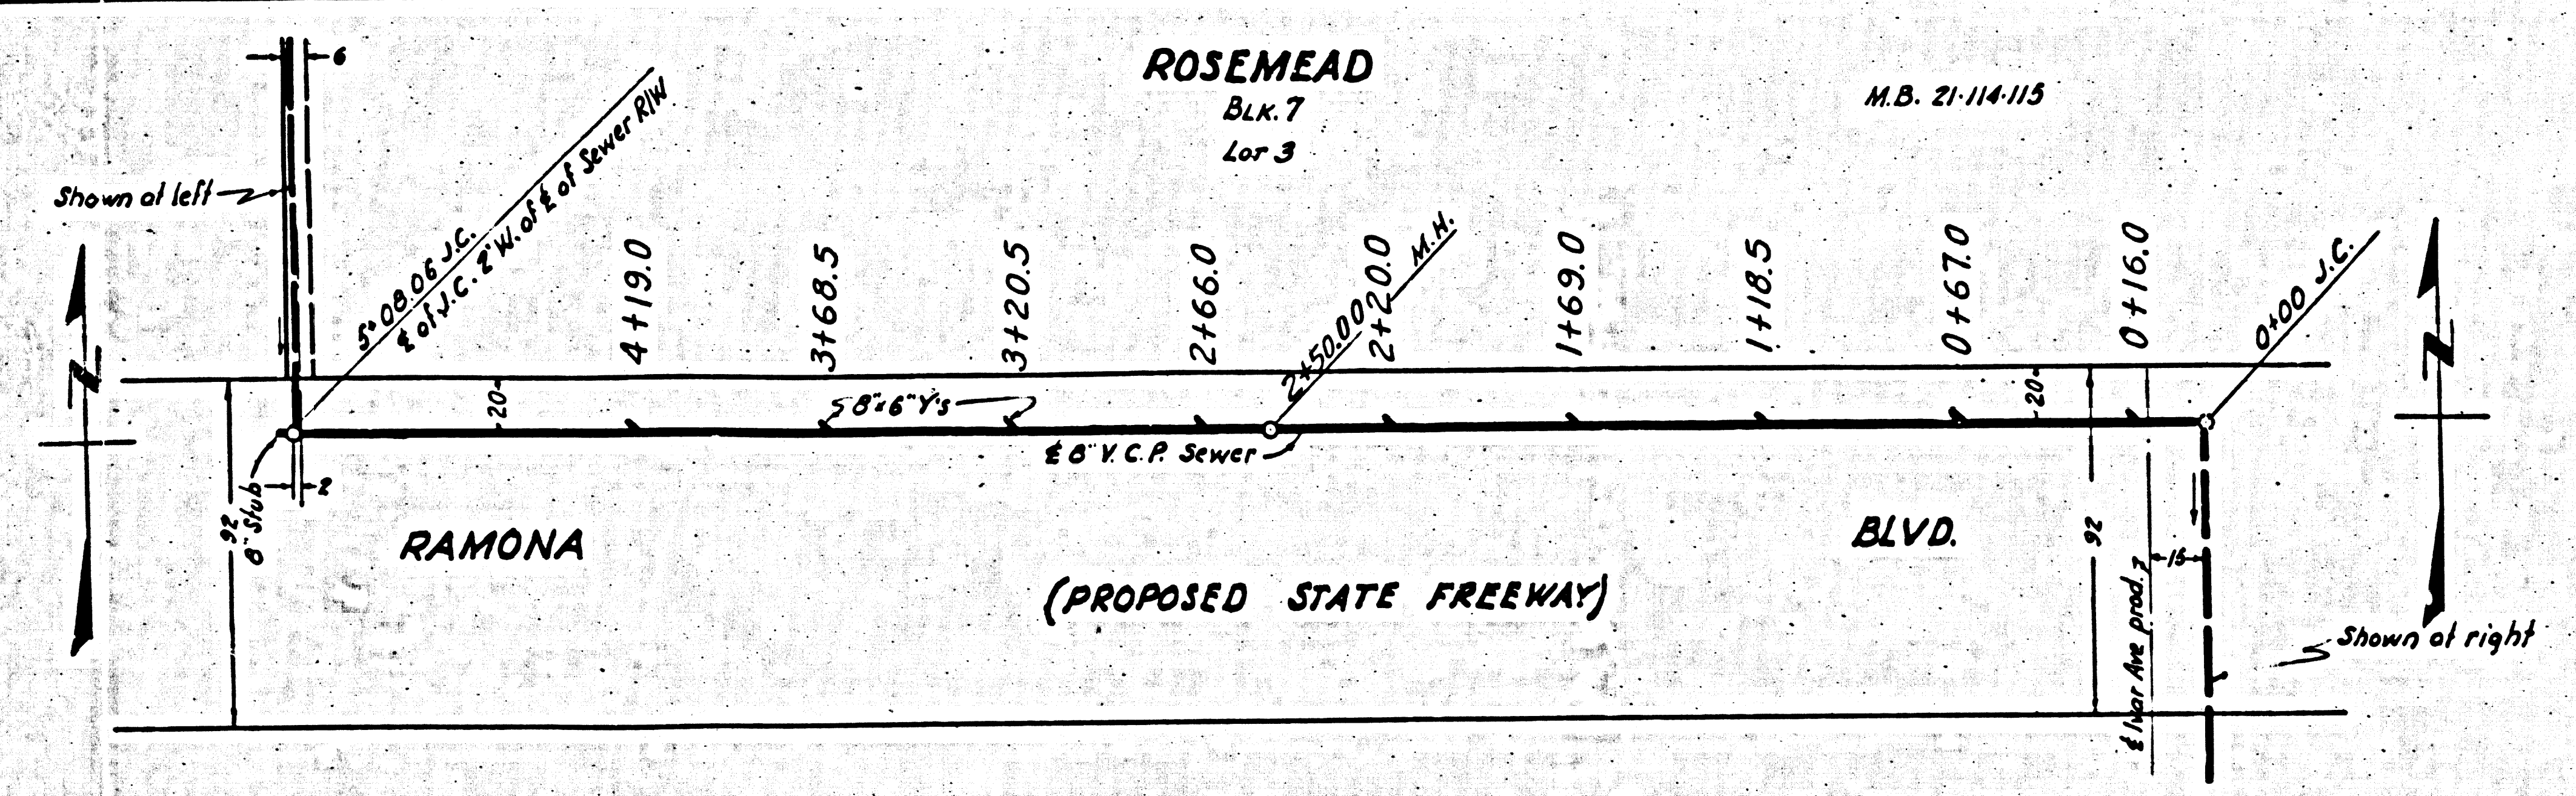 ROSEMEAD
BLK. 7
Lot 3
M.B. 21-114-115
6
Shown at left
5+08.06 J.C.
℄ of J.C. 2' W. of ℄ of Sewer R/W
4+19.0
3+68.5
3+20.5
2+66.0
2+50.00 M.H.
2+20.0
1+69.0
1+18.5
0+67.0
0+16.0
0+00 J.C.
N
N
20
8"x6" Y's
20
℄ 8" V.C.P. Sewer
8" Stub
2
92
RAMONA
BLVD.
92
15
(PROPOSED STATE FREEWAY)
℄ Ivar Ave prod.
Shown at right